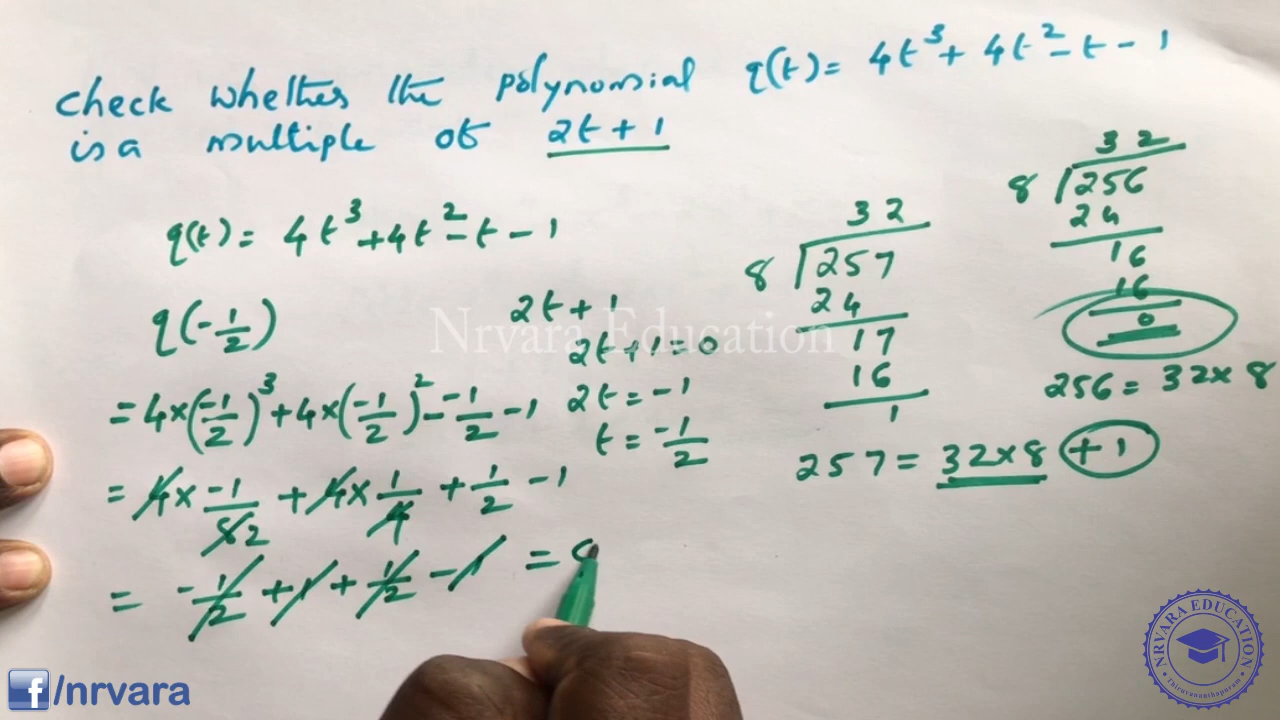 check whether the polynomial q(t) = 4t³ + 4t² - t - 1
is a multiple of 2t + 1
q(t) = 4t³ + 4t² - t - 1
q(-1/2)
= 4×(-1/2)³ + 4×(-1/2)² - -1/2 - 1
= 4×-1/8 2 + 4×1/4 + 1/2 - 1
= -1/2 + 1 + 1/2 - 1 =
2t + 1
2t + 1 = 0
2t = -1
t = -1/2
32
8 257
24
17
16
1
257 = 32×8 + 1
32
8 256
24
16
16
0
256 = 32×8
Nrvara Education
/nrvara
NRVARA EDUCATION
Thiruvananthapuram